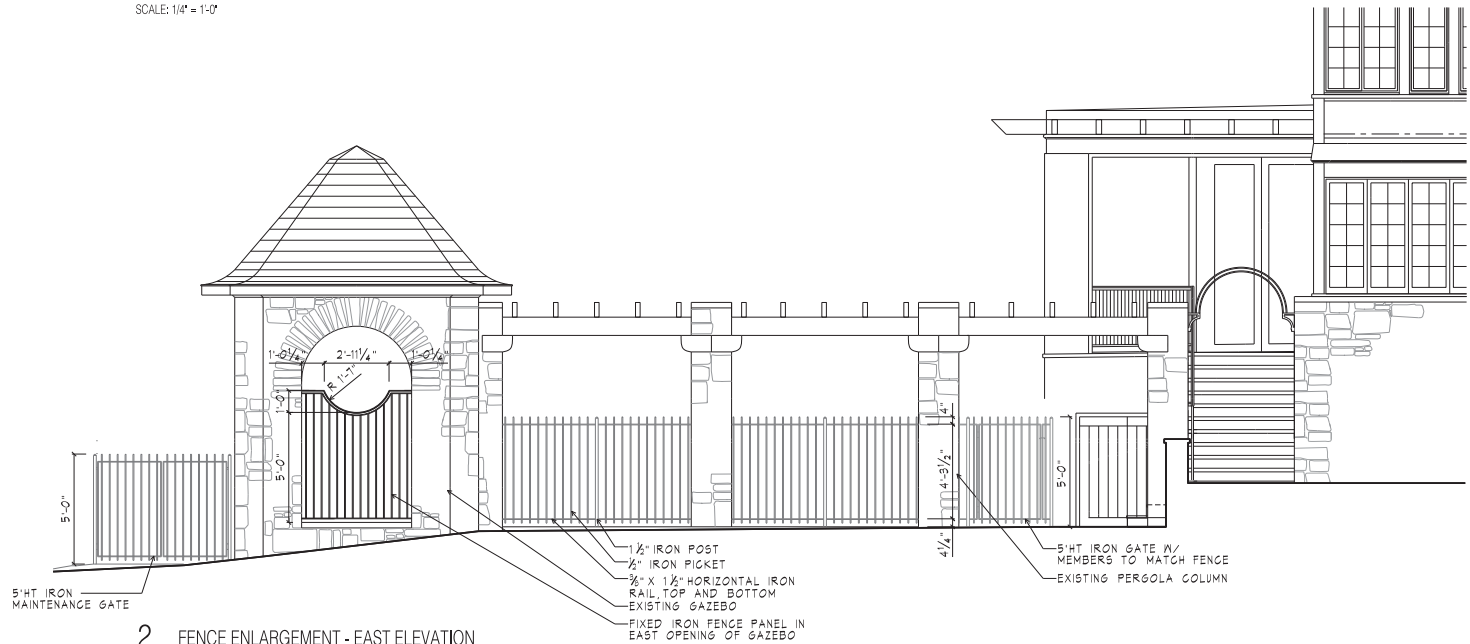 SCALE: 1/4" = 1'-0"
1'-0¼"
2'-11¼"
1'-0¼"
R 1'-7"
1'-0"
5'-0"
5'-0"
4"
4'-3½"
4¼"
5'-0"
5'HT IRON
MAINTENANCE GATE
1 ½" IRON POST
½" IRON PICKET
⅜" X 1 ½" HORIZONTAL IRON
RAIL, TOP AND BOTTOM
EXISTING GAZEBO
FIXED IRON FENCE PANEL IN
EAST OPENING OF GAZEBO
5'HT IRON GATE W/
MEMBERS TO MATCH FENCE
EXISTING PERGOLA COLUMN
2 FENCE ENLARGEMENT - EAST ELEVATION